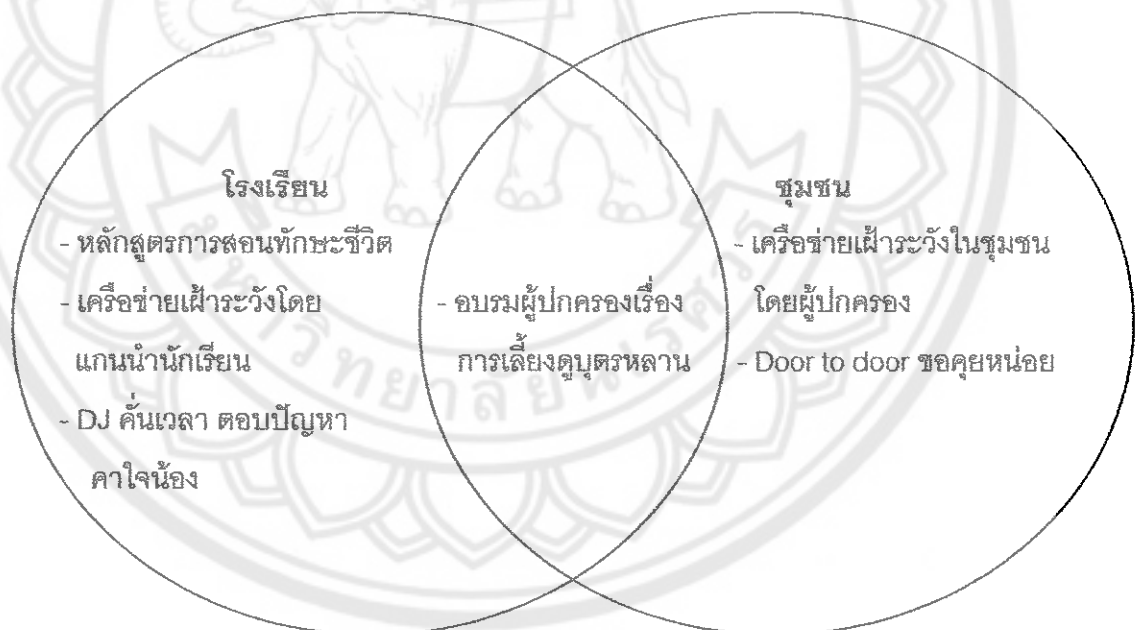 โรงเรียน
- หลักสูตรการสอนทักษะชีวิต
- เครือข่ายเฝ้าระวังโดย
แกนนำนักเรียน
- DJ คั่นเวลา ตอบปัญหา
คาใจน้อง
- อบรมผู้ปกครองเรื่อง
การเลี้ยงดูบุตรหลาน
ชุมชน
- เครือข่ายเฝ้าระวังในชุมชน
โดยผู้ปกครอง
- Door to door ขอคุยหน่อย